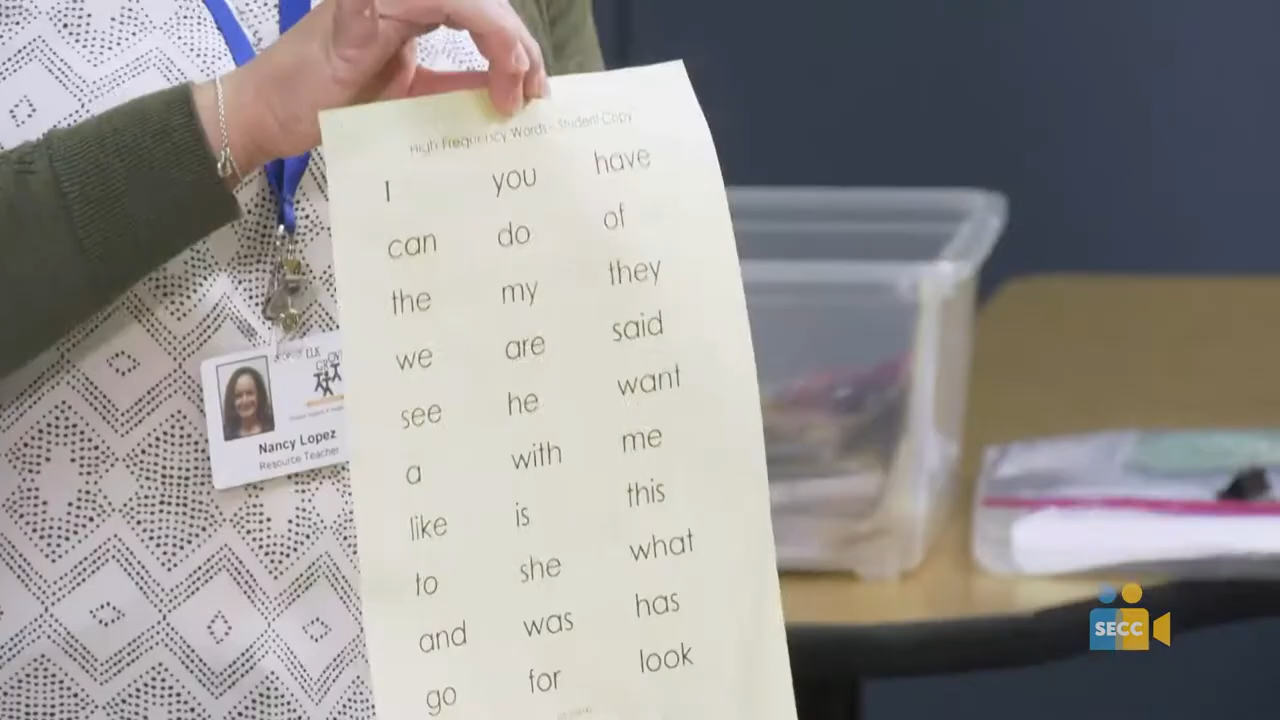 High Frequency Words - Student Copy
I you have
can do of
the my they
we are said
see he want
a with me
like is this
to she what
and was has
go for look
ELK
Nancy Lopez
Resource Teacher
SECC